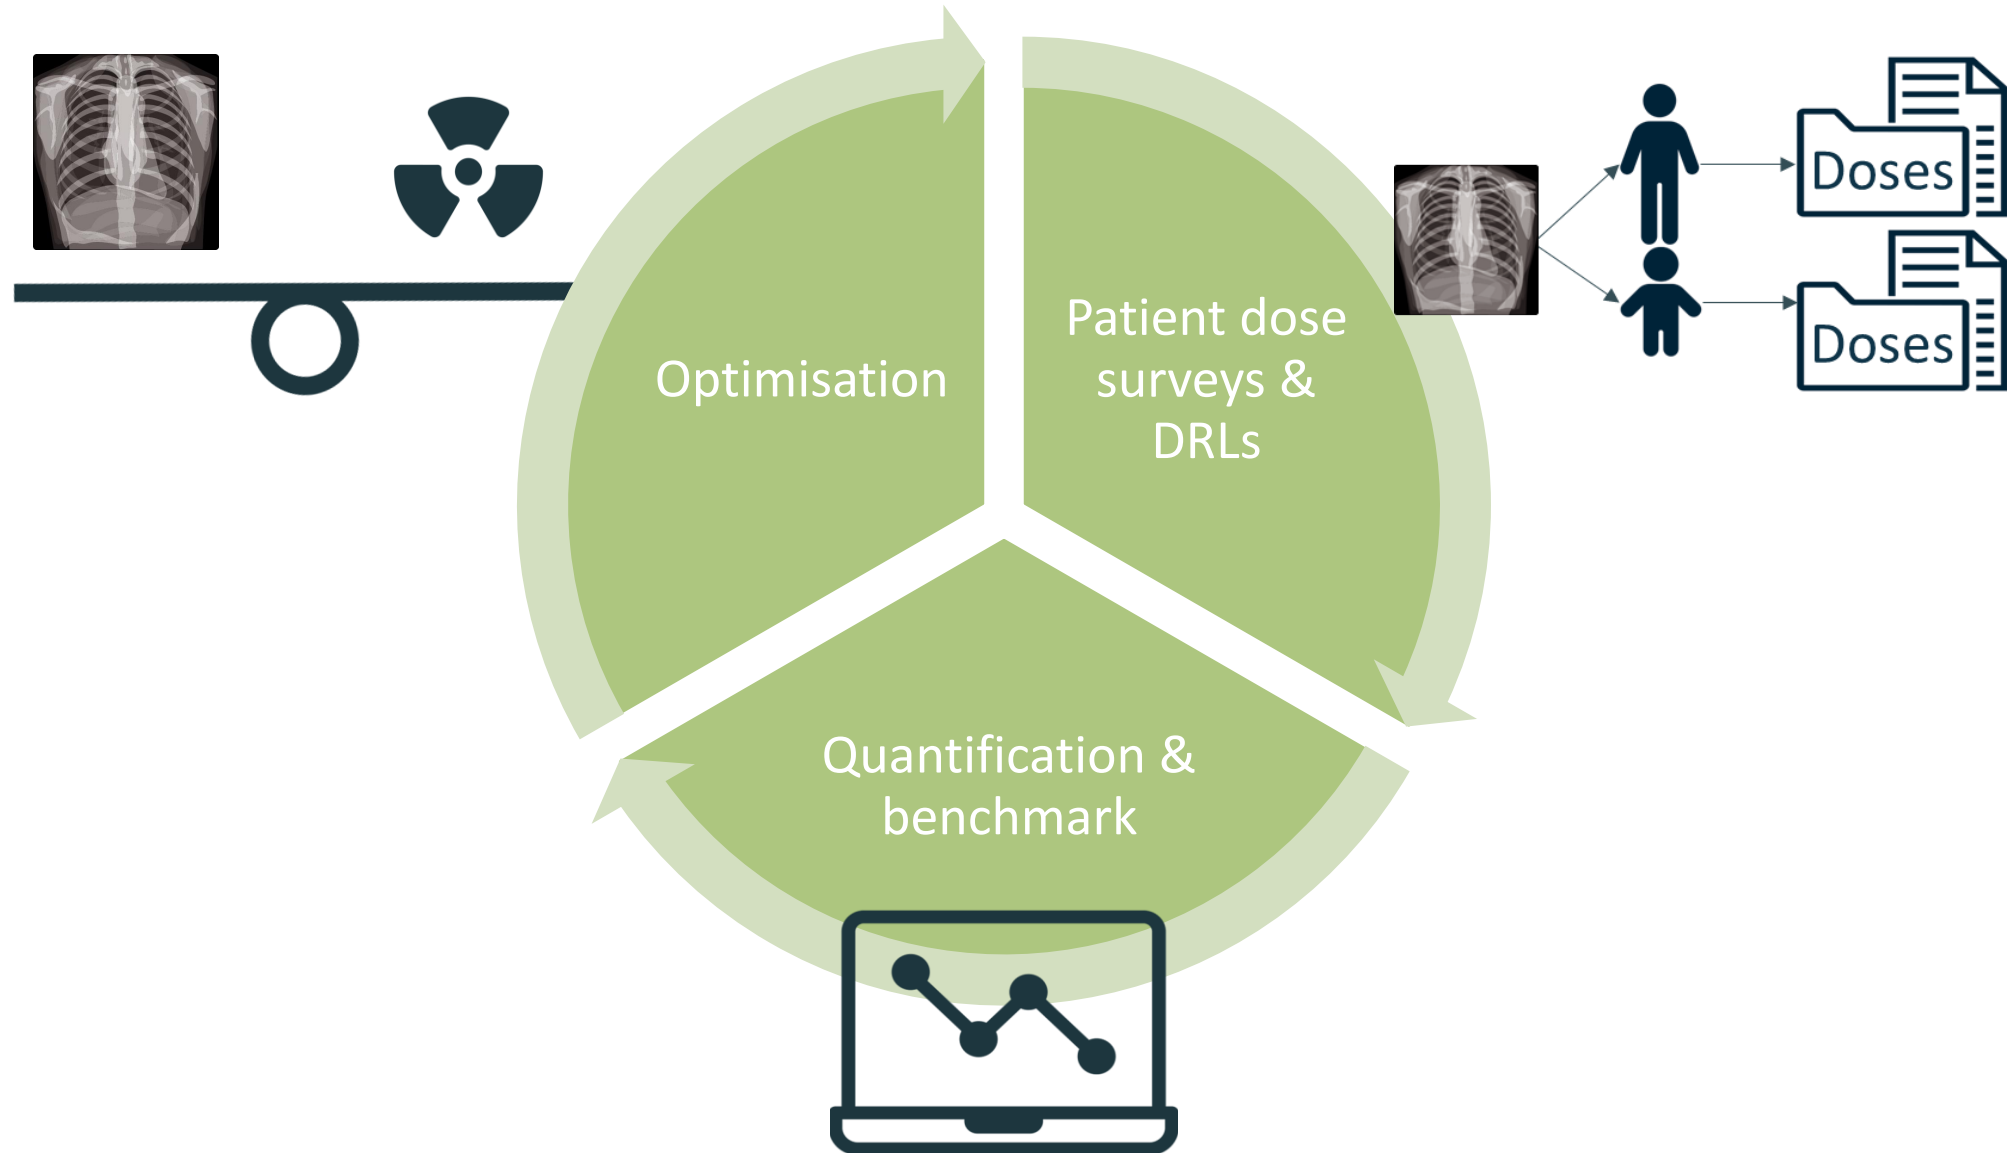 Optimisation
Patient dose
surveys &
DRLs
Doses
Doses
Quantification &
benchmark